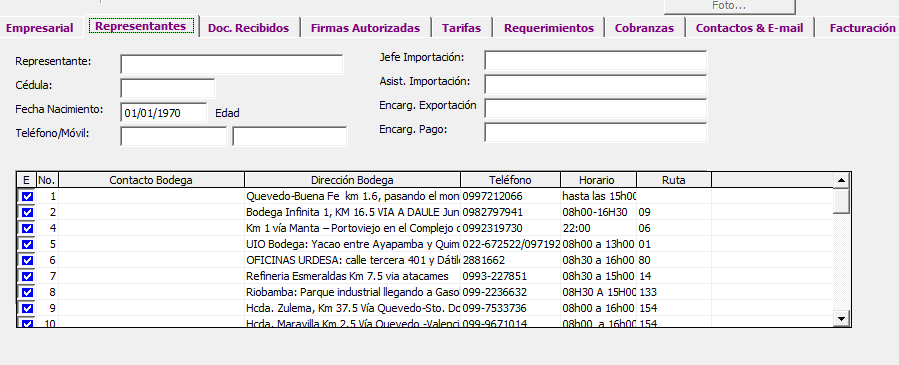 Foto...
Empresarial Representantes Doc. Recibidos Firmas Autorizadas Tarifas Requerimientos Cobranzas Contactos & E-mail Facturación
Representante: Jefe Importación:
Cédula: Asist. Importación:
Fecha Nacimiento: 01/01/1970 Edad Encarg. Exportación
Teléfono/Móvil: Encarg. Pago:
E No. Contacto Bodega Dirección Bodega Teléfono Horario Ruta
1 Quevedo-Buena Fe km 1.6, pasando el mon 0997212066 hasta las 15h00
2 Bodega Infinita 1, KM 16.5 VIA A DAULE Jun 0982797941 08h00-16H30 09
4 Km 1 vía Manta – Portoviejo en el Complejo d 0992319730 22:00 06
5 UIO Bodega: Yacao entre Ayapamba y Quim 022-672522/097192 08h00 a 13h00 01
6 OFICINAS URDESA: calle tercera 401 y Dátile 2881662 08h30 a 16h00 80
7 Refineria Esmeraldas Km 7.5 via atacames 0993-227851 08h30 a 15h00 14
8 Riobamba: Parque industrial llegando a Gaso 099-2236632 08H30 A 15H00 133
9 Hcda. Zulema, Km 37.5 Vía Quevedo-Sto. Do 099-7533736 08h00 a 16h00 154
10 Hcda. Maravilla Km 2.5 Vía Quevedo -Valenci 099-9671014 08h00 a 16h00 154